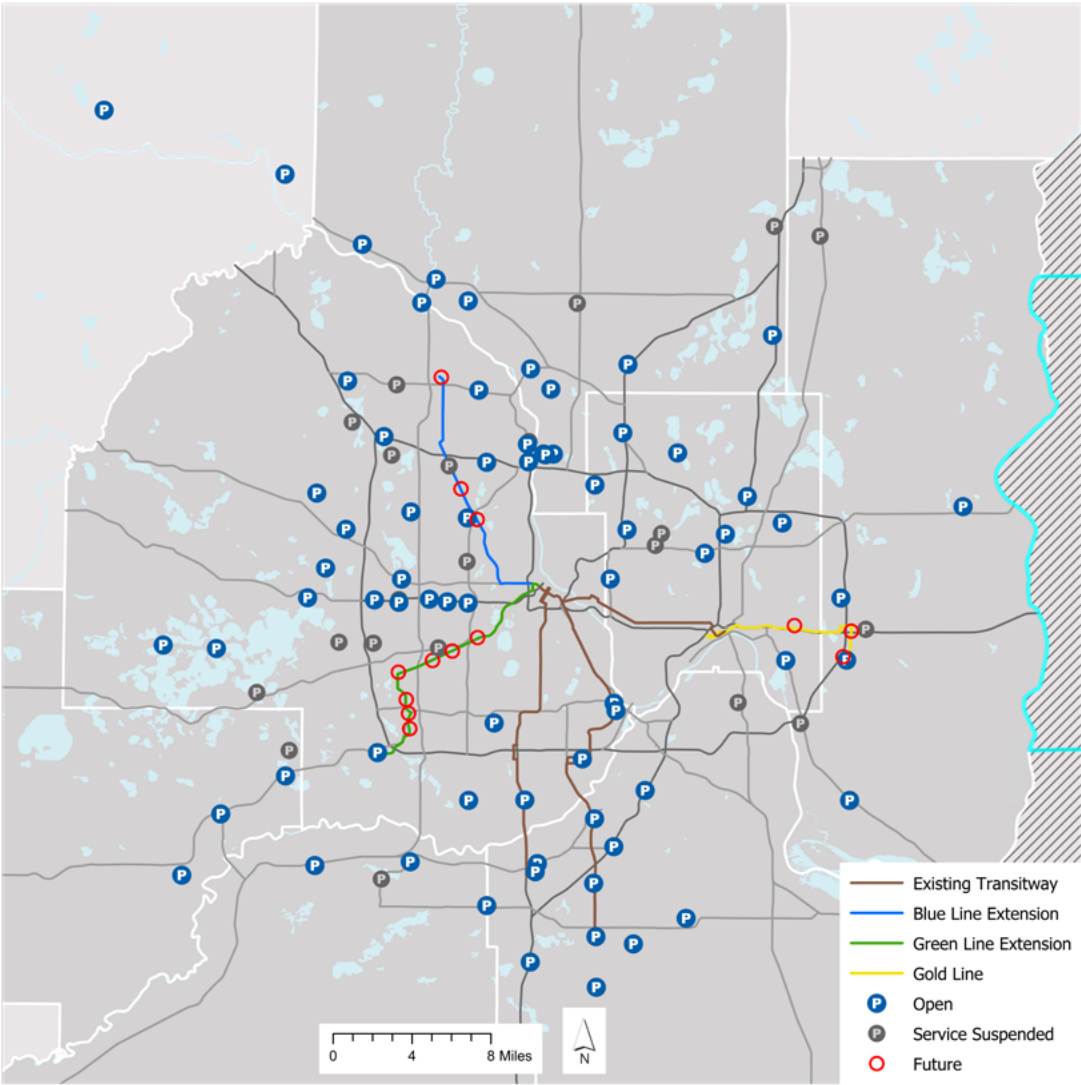 Existing Transitway
Blue Line Extension
Green Line Extension
Gold Line
P Open
P Service Suspended
Future
0 4 8 Miles
N